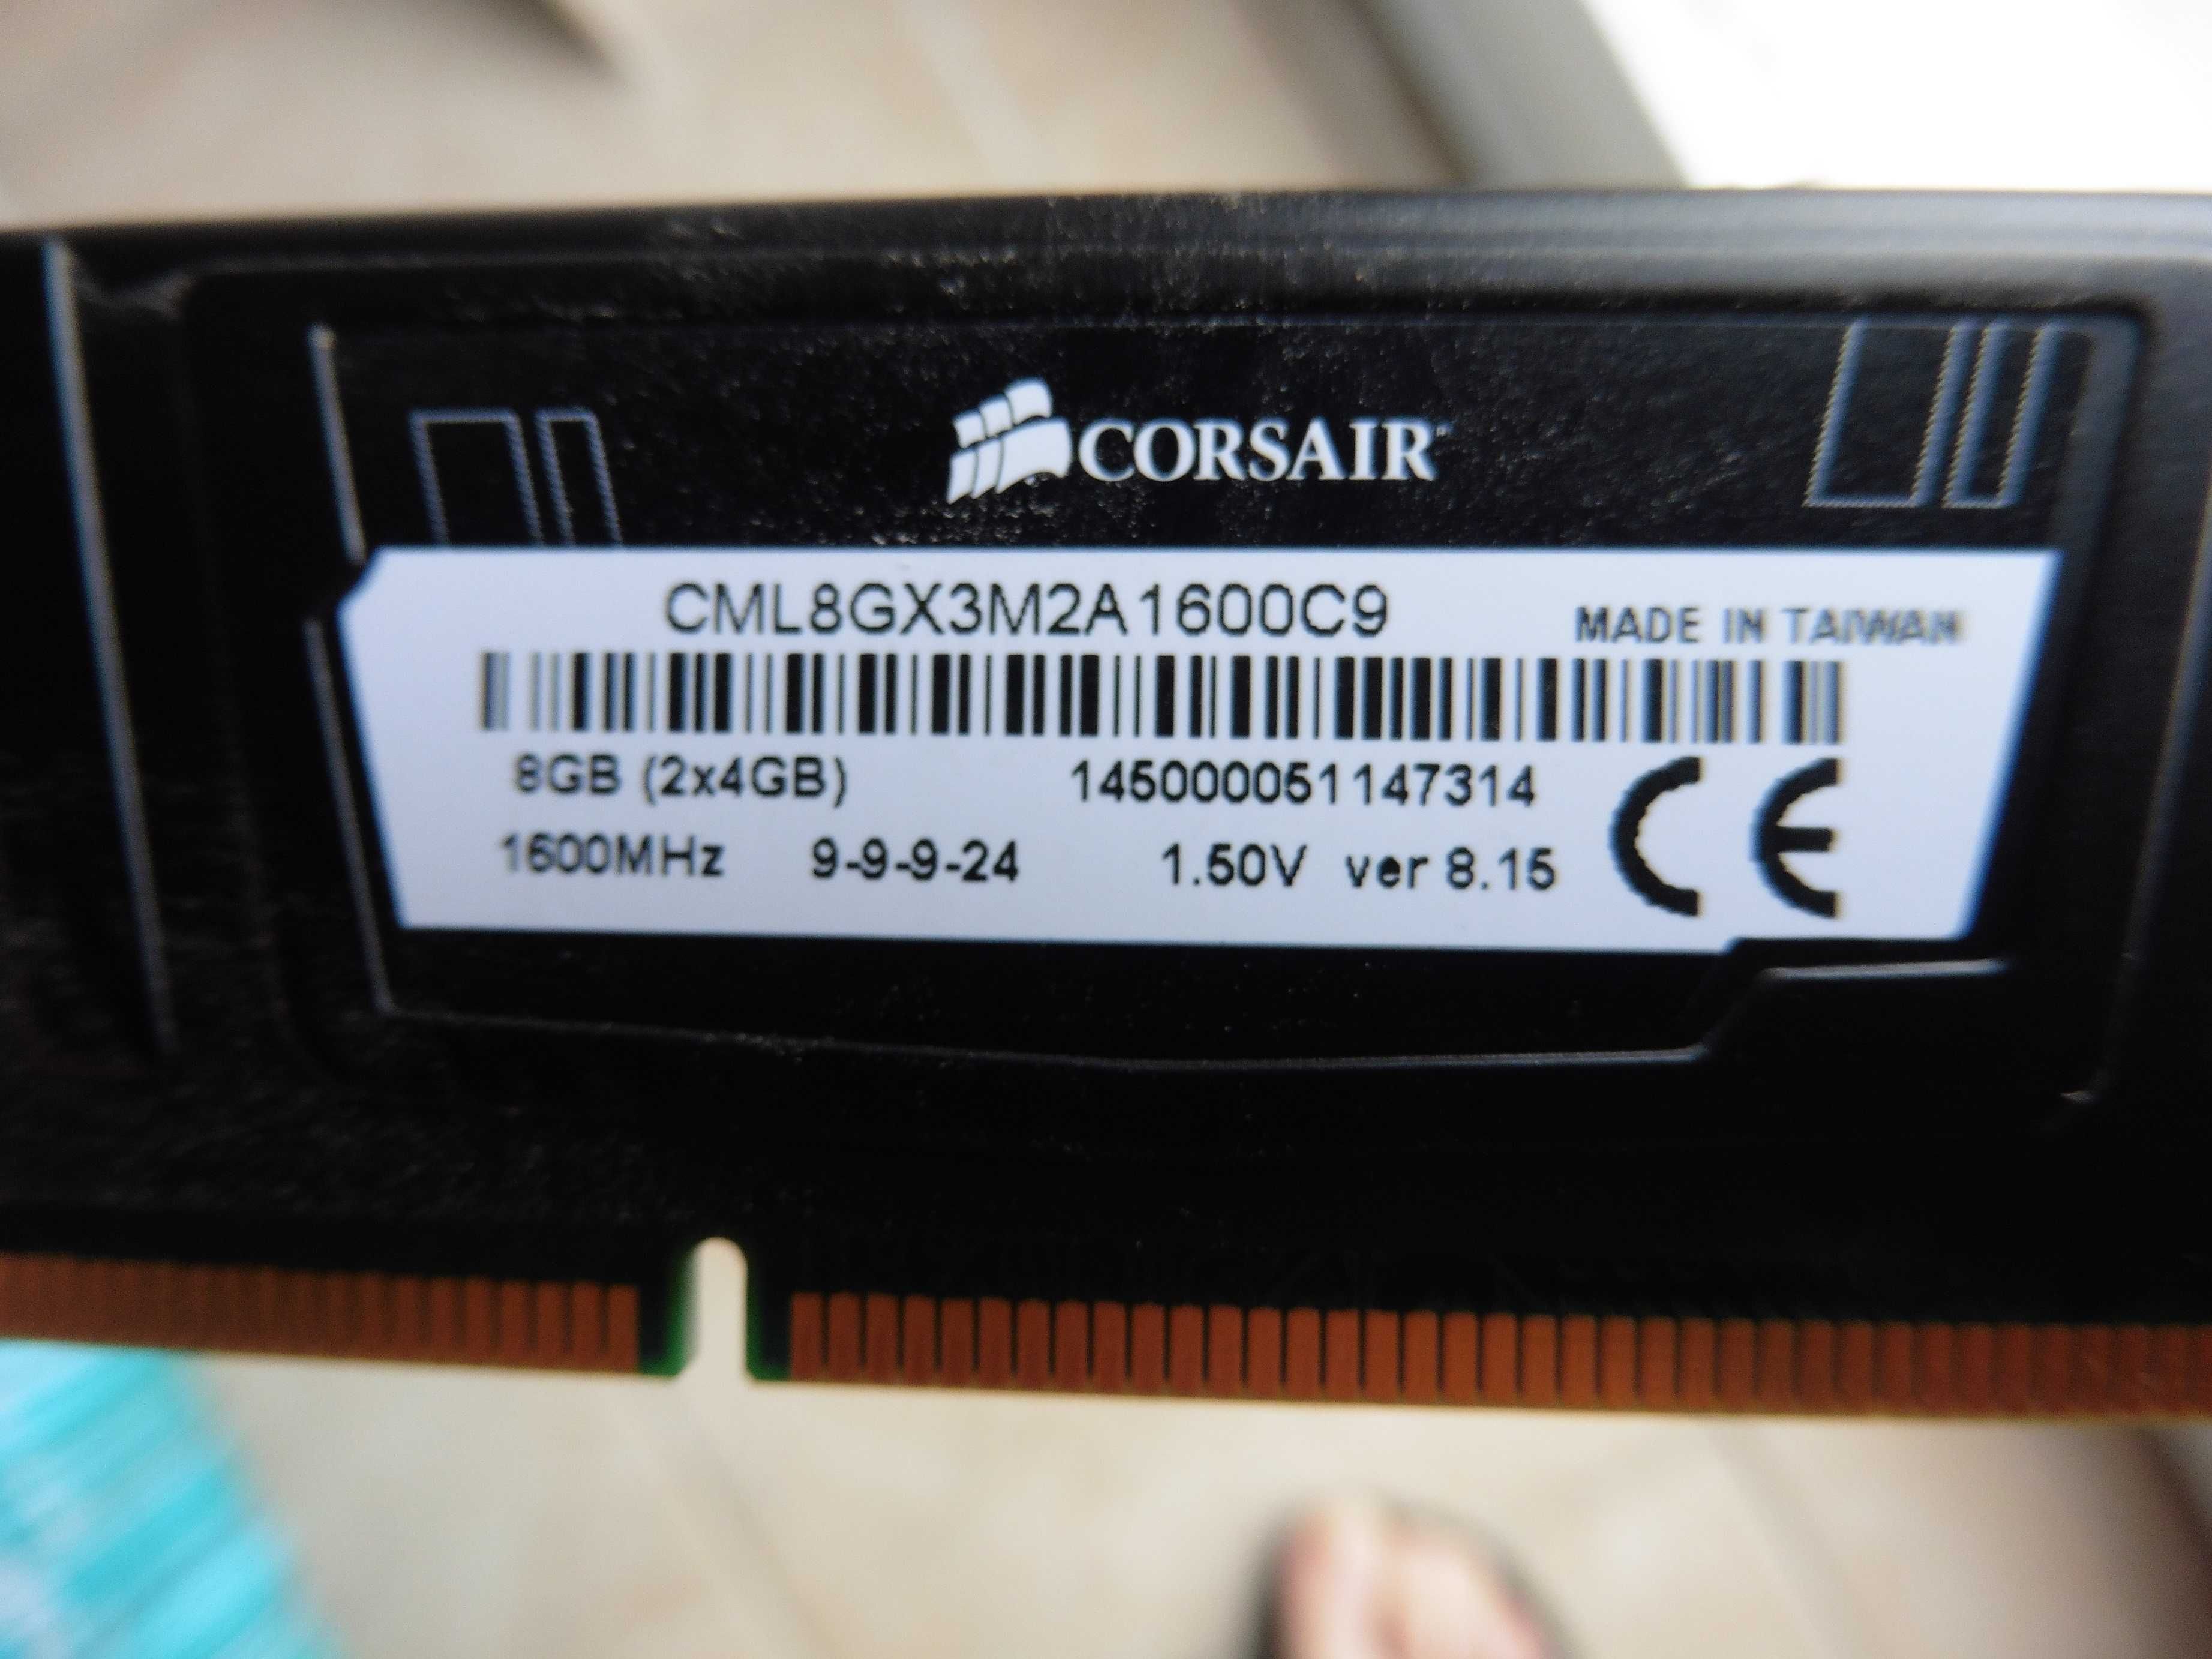 CORSAIR
CML8GX3M2A1600C9
MADE IN TAIWAN
8GB (2x4GB) 145000051147314
1600MHz 9-9-9-24 1.50V ver 8.15
CE